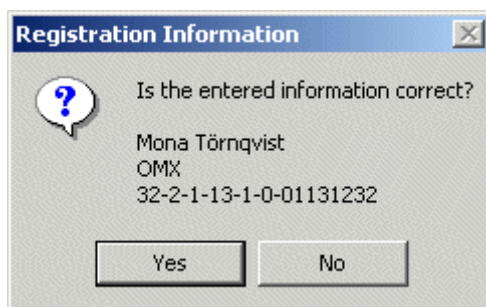 Registration Information
Is the entered information correct?
Mona Törnqvist
OMX
32-2-1-13-1-0-01131232
Yes No